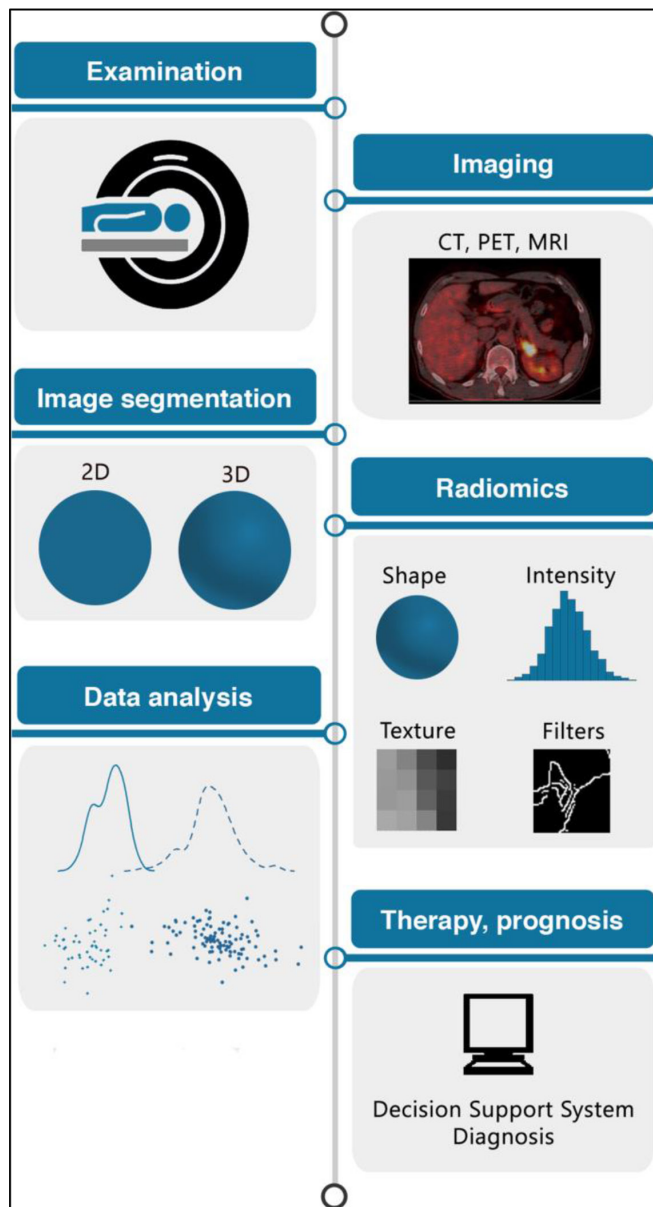 Examination
Imaging
CT, PET, MRI
Image segmentation
2D 3D
Radiomics
Shape Intensity
Texture Filters
Data analysis
Therapy, prognosis
Decision Support System
Diagnosis